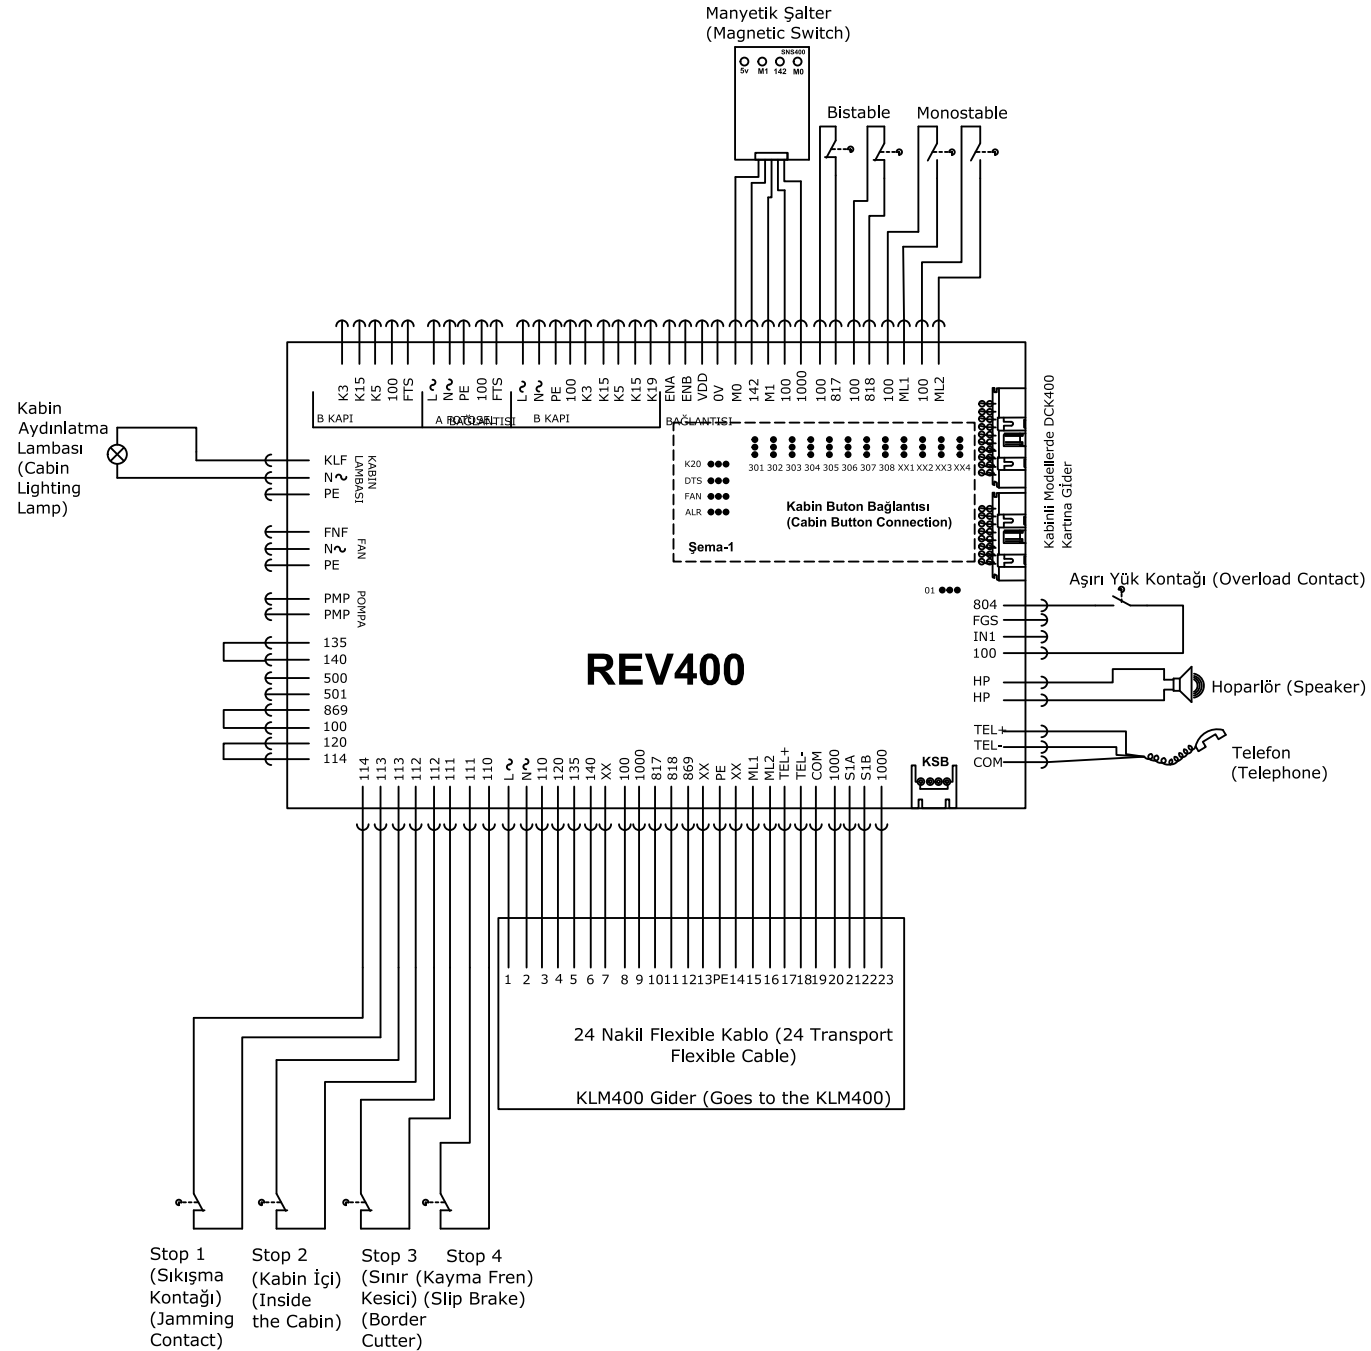 Manyetik Şalter
(Magnetic Switch)
SNS400
5v M1 142 M0
Bistable
Monostable
K3 K15 K5 100 FTS L~ N~ PE 100 FTS L~ N~ PE 100 K3 K15 K5 K15 K19 ENA ENB VDD 0V M0 142 M1 100 1000 100 817 100 818 100 ML1 100 ML2
B KAPI
A FOTOSEL
BAĞLANTISI
B KAPI
BAĞLANTISI
Kabin
Aydınlatma
Lambası
(Cabin
Lighting
Lamp)
KLF
N~
PE
KABIN
LAMBASI
FNF
N~
PE
FAN
PMP
PMP
POMPA
135
140
500
501
869
100
120
114
301 302 303 304 305 306 307 308 XX1 XX2 XX3 XX4
K20
DTS
FAN
ALR
Kabin Buton Bağlantısı
(Cabin Button Connection)
Şema-1
01
Kabinli Modellerde DCK400
Kartına Gider
REV400
Aşırı Yük Kontağı (Overload Contact)
804
FGS
IN1
100
HP
HP
Hoparlör (Speaker)
TEL+
TEL-
COM
Telefon
(Telephone)
KSB
114 113 113 112 112 111 111 110 L~ N~ 110 120 135 140 XX 100 1000 817 818 869 XX PE XX ML1 ML2 TEL+ TEL- COM 1000 S1A S1B 1000
1 2 3 4 5 6 7 8 9 10 11 12 13 PE 14 15 16 17 18 19 20 21 22 23
24 Nakil Flexible Kablo (24 Transport
Flexible Cable)
KLM400 Gider (Goes to the KLM400)
Stop 1
(Sıkışma
Kontağı)
(Jamming
Contact)
Stop 2
(Kabin İçi)
(Inside
the Cabin)
Stop 3
(Sınır
Kesici)
(Border
Cutter)
Stop 4
(Kayma Fren)
(Slip Brake)